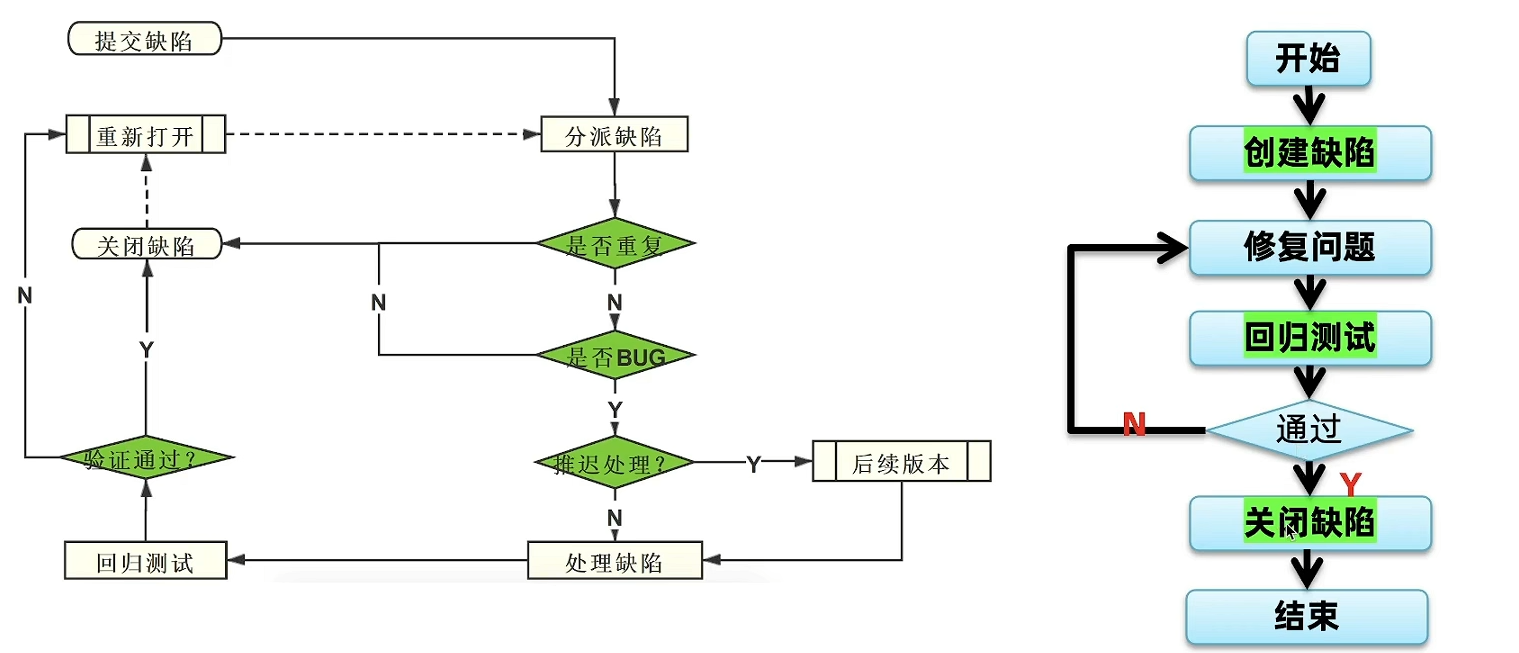 提交缺陷
重新打开
分派缺陷
关闭缺陷
是否重复
N
N
N
是否BUG
Y
Y
验证通过?
推迟处理?
Y
后续版本
N
回归测试
处理缺陷
开始
创建缺陷
修复问题
回归测试
通过
N
Y
关闭缺陷
结束